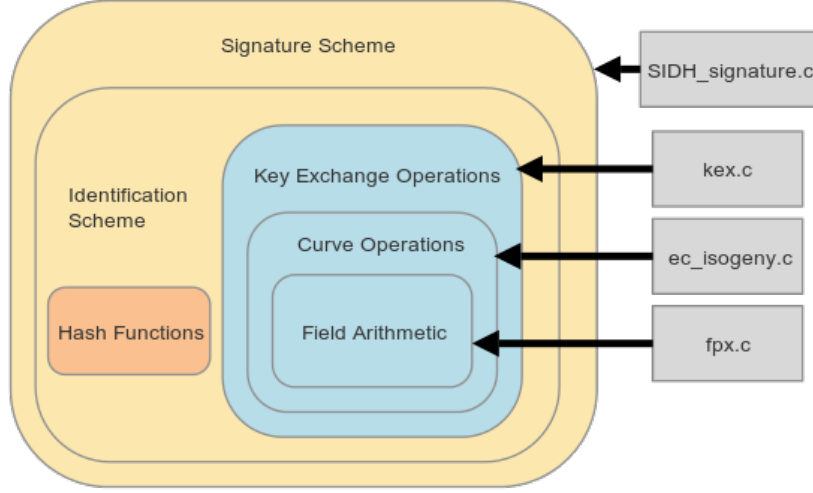 Signature Scheme
SIDH_signature.c
Key Exchange Operations
kex.c
Identification
Scheme
Curve Operations
ec_isogeny.c
Hash Functions
Field Arithmetic
fpx.c